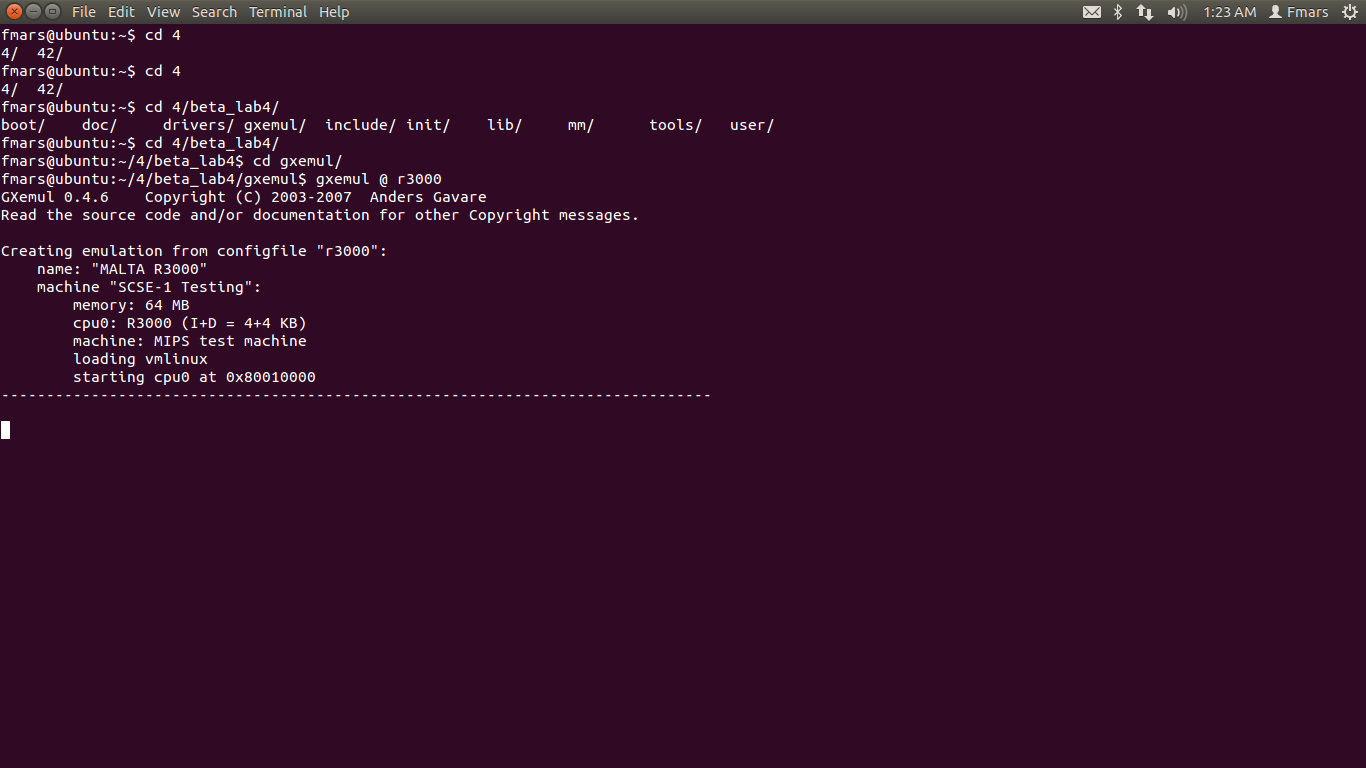 File Edit View Search Terminal Help 1:23 AM Fmars
fmars@ubuntu:~$ cd 4
4/  42/
fmars@ubuntu:~$ cd 4
4/  42/
fmars@ubuntu:~$ cd 4/beta_lab4/
boot/    doc/     drivers/ gxemul/  include/ init/    lib/     mm/      tools/   user/
fmars@ubuntu:~$ cd 4/beta_lab4/
fmars@ubuntu:~/4/beta_lab4$ cd gxemul/
fmars@ubuntu:~/4/beta_lab4/gxemul$ gxemul @ r3000
GXemul 0.4.6    Copyright (C) 2003-2007  Anders Gavare
Read the source code and/or documentation for other Copyright messages.

Creating emulation from configfile "r3000":
    name: "MALTA R3000"
    machine "SCSE-1 Testing":
        memory: 64 MB
        cpu0: R3000 (I+D = 4+4 KB)
        machine: MIPS test machine
        loading vmlinux
        starting cpu0 at 0x80010000
-------------------------------------------------------------------------------